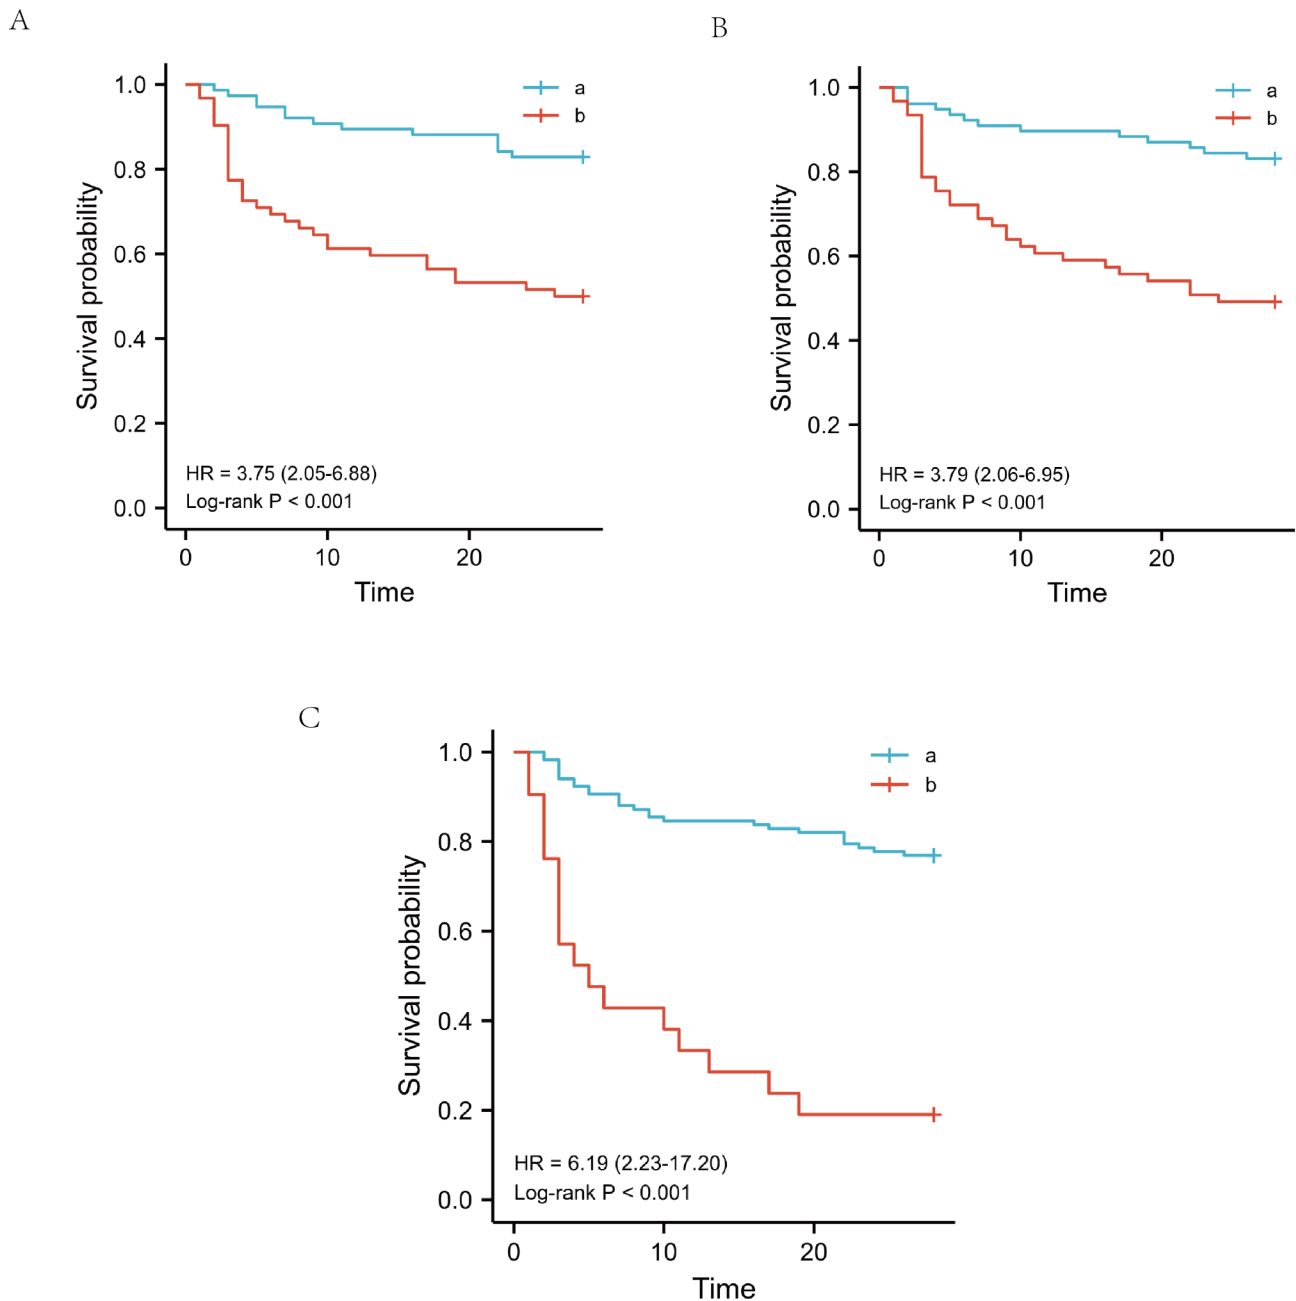 A
1.0
0.8
0.6
0.4
0.2
0.0
Survival probability
a
b
HR = 3.75 (2.05-6.88)
Log-rank P < 0.001
0 10 20
Time
B
1.0
0.8
0.6
0.4
0.2
0.0
Survival probability
a
b
HR = 3.79 (2.06-6.95)
Log-rank P < 0.001
0 10 20
Time
C
1.0
0.8
0.6
0.4
0.2
0.0
Survival probability
a
b
HR = 6.19 (2.23-17.20)
Log-rank P < 0.001
0 10 20
Time